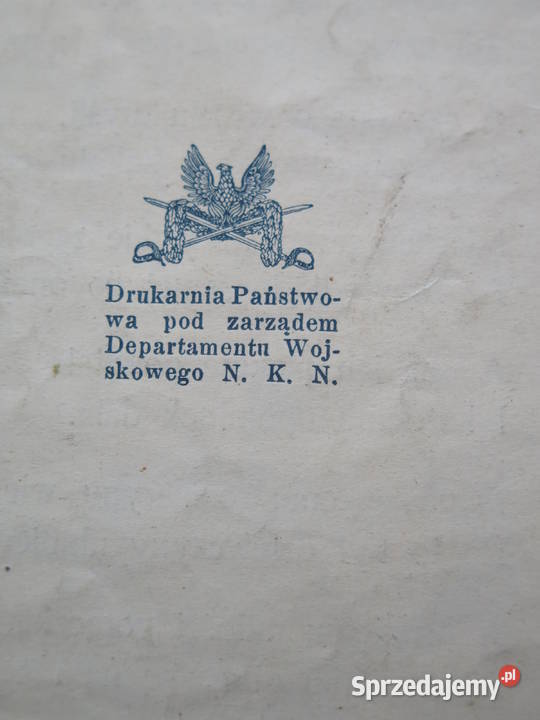 Drukarnia Państwo-
wa pod zarządem
Departamentu Woj-
skowego N. K. N.
Sprzedajemy.pl